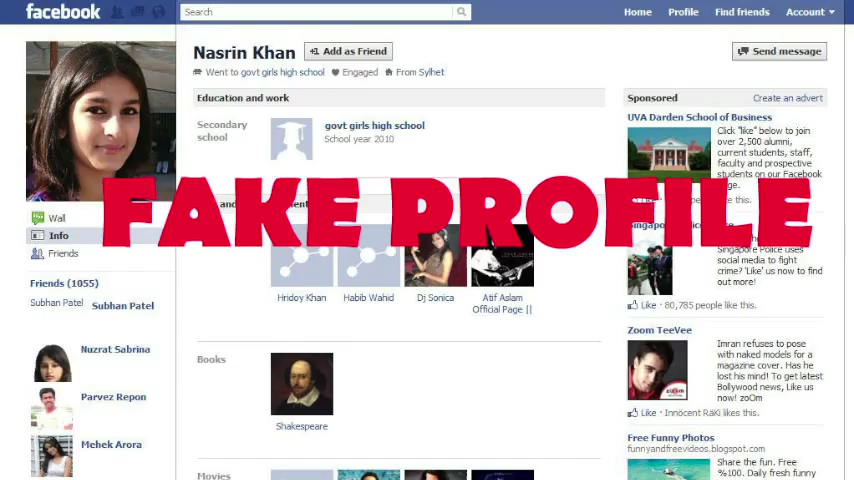 facebook
Search
Home Profile Find friends Account
Nasrin Khan
+1 Add as Friend
Send message
Went to govt girls high school Engaged From Sylhet
Education and work
Secondary school
govt girls high school
School year 2010
FAKE PROFILE
Wall
Info
Friends
Friends (1055)
Subhan Patel
Subhan Patel
Nuzrat Sabrina
Parvez Repon
Mehek Arora
Hridoy Khan
Habib Wahid
Dj Sonica
Atif Aslam
Official Page ||
Books
Shakespeare
Movies
Sponsored
Create an advert
UVA Darden School of Business
Click "like" below to join
over 2,500 alumni,
current students, staff,
faculty and prospective
students on our Facebook
Singapore Police
Singapore Police uses
social media to fight
crime? 'Like' us now to find
out more!
Like · 80,785 people like this.
Zoom TeeVee
Imran refuses to pose
with naked models for a
magazine cover. Has he
lost his mind! To get latest
Bollywood news, Like us
now! zoOm
zoom
Like · Innócent RäKi likes this.
Free Funny Photos
funnyandfreevideos.blogspot.com
Share the fun. Free
%100. Daily fresh funny